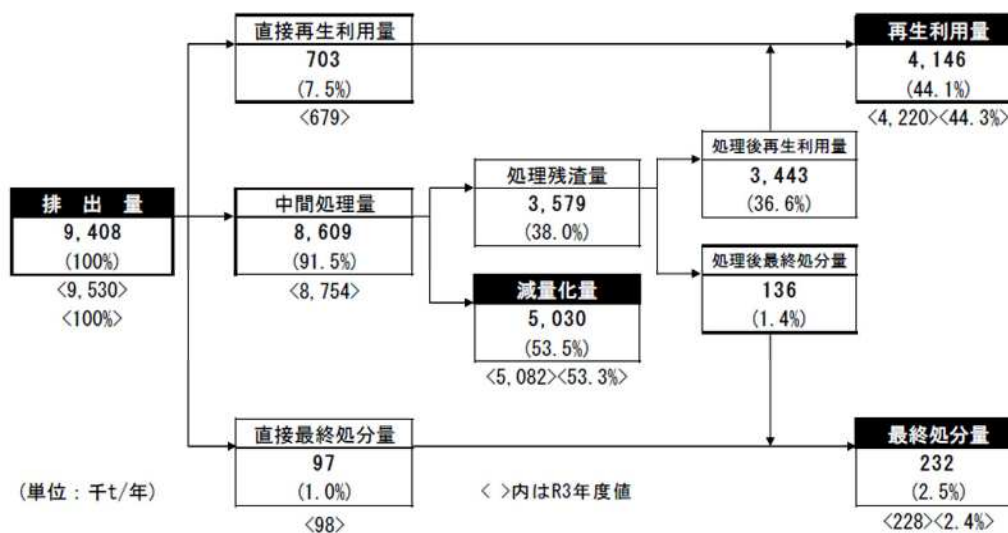 直接再生利用量
703
(7.5%)
<679>
再生利用量
4,146
(44.1%)
<4,220><44.3%>
処理残渣量
3,579
(38.0%)
処理後再生利用量
3,443
(36.6%)
排 出 量
9,408
(100%)
<9,530>
<100%>
中間処理量
8,609
(91.5%)
<8,754>
減量化量
5,030
(53.5%)
<5,082><53.3%>
処理後最終処分量
136
(1.4%)
直接最終処分量
97
(1.0%)
<98>
最終処分量
232
(2.5%)
<228><2.4%>
(単位：千t/年)
< >内はR3年度値